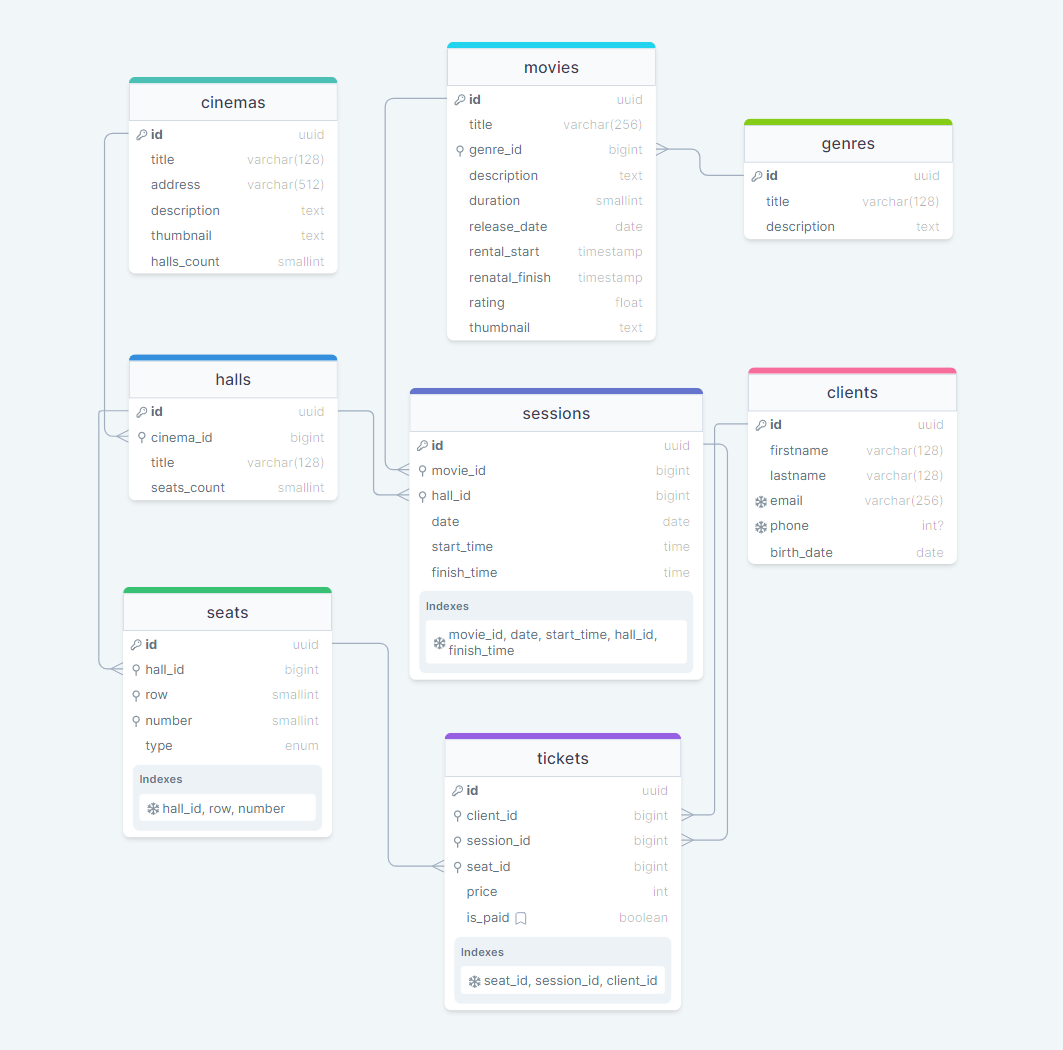 cinemas
id uuid
title varchar(128)
address varchar(512)
description text
thumbnail text
halls_count smallint
movies
id uuid
title varchar(256)
genre_id bigint
description text
duration smallint
release_date date
rental_start timestamp
renatal_finish timestamp
rating float
thumbnail text
genres
id uuid
title varchar(128)
description text
halls
id uuid
cinema_id bigint
title varchar(128)
seats_count smallint
sessions
id uuid
movie_id bigint
hall_id bigint
date date
start_time time
finish_time time
Indexes
movie_id, date, start_time, hall_id,
finish_time
clients
id uuid
firstname varchar(128)
lastname varchar(128)
email varchar(256)
phone int?
birth_date date
seats
id uuid
hall_id bigint
row smallint
number smallint
type enum
Indexes
hall_id, row, number
tickets
id uuid
client_id bigint
session_id bigint
seat_id bigint
price int
is_paid boolean
Indexes
seat_id, session_id, client_id